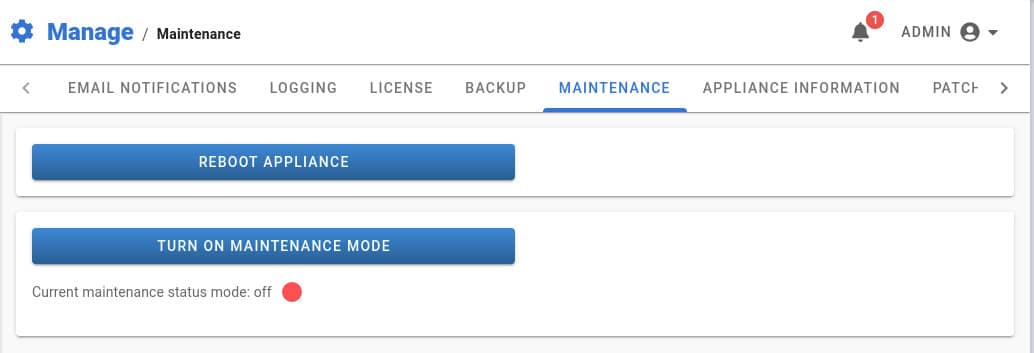 Manage / Maintenance
1
ADMIN
EMAIL NOTIFICATIONS LOGGING LICENSE BACKUP MAINTENANCE APPLIANCE INFORMATION PATCH
REBOOT APPLIANCE
TURN ON MAINTENANCE MODE
Current maintenance status mode: off